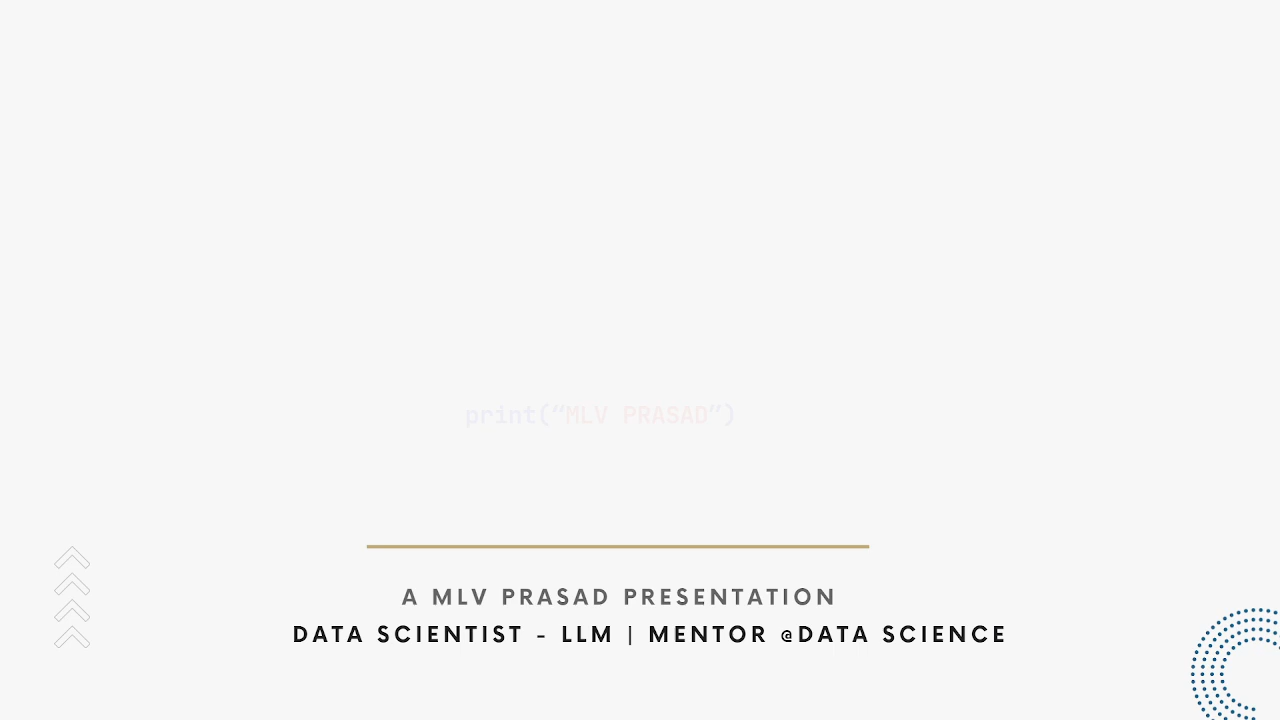 print(“MLV PRASAD”)
A MLV PRASAD PRESENTATION
DATA SCIENTIST - LLM | MENTOR @DATA SCIENCE